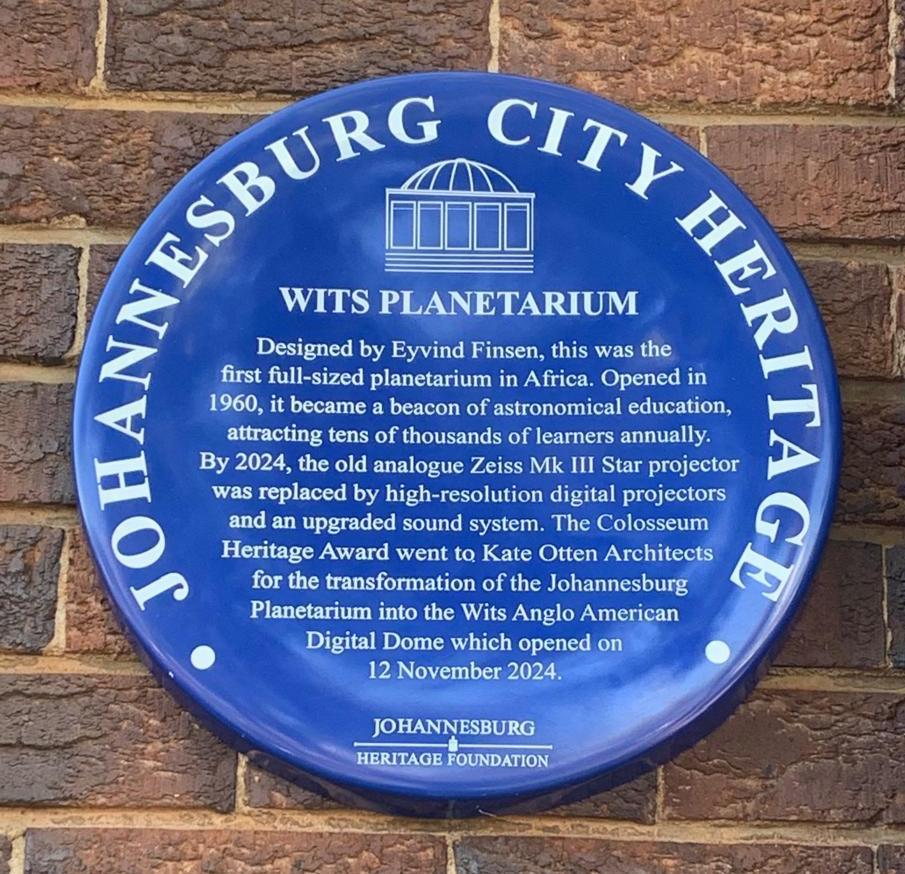 JOHANNESBURG CITY HERITAGE
WITS PLANETARIUM
Designed by Eyvind Finsen, this was the
first full-sized planetarium in Africa. Opened in
1960, it became a beacon of astronomical education,
attracting tens of thousands of learners annually.
By 2024, the old analogue Zeiss Mk III Star projector
was replaced by high-resolution digital projectors
and an upgraded sound system. The Colosseum
Heritage Award went to Kate Otten Architects
for the transformation of the Johannesburg
Planetarium into the Wits Anglo American
Digital Dome which opened on
12 November 2024.
JOHANNESBURG
HERITAGE FOUNDATION